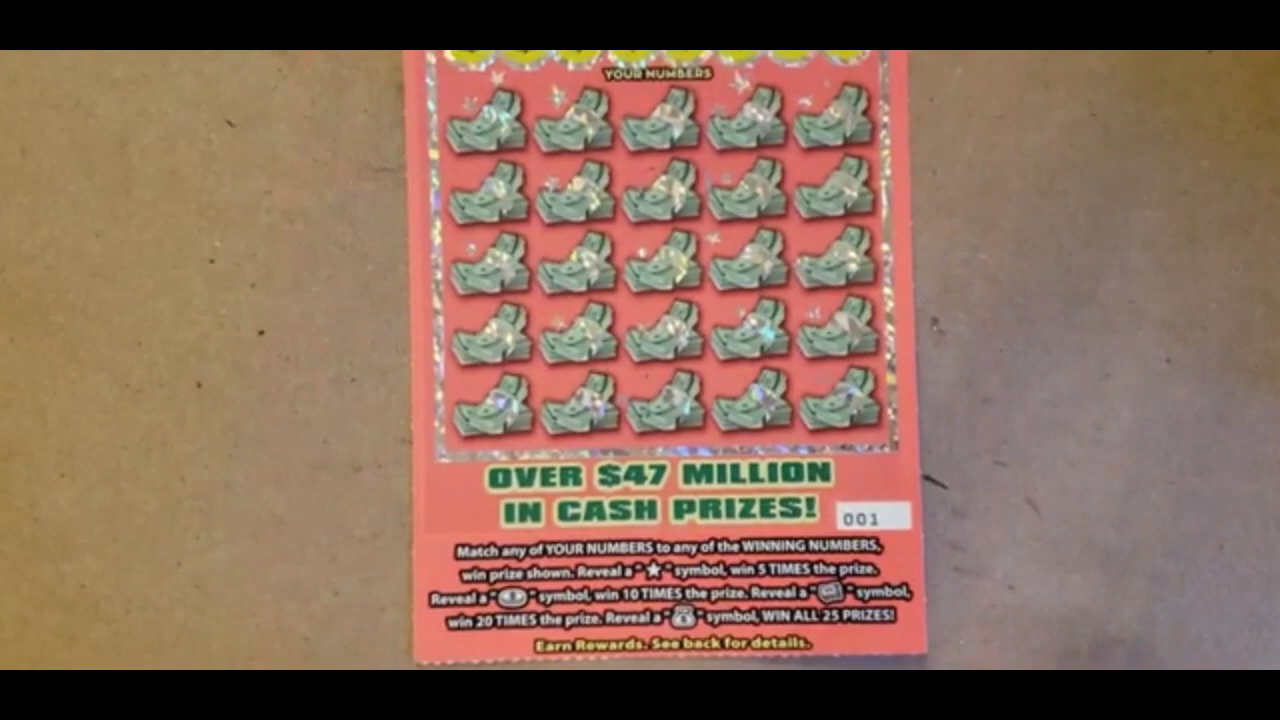 YOUR NUMBERS
OVER $47 MILLION
IN CASH PRIZES!
001
Match any of YOUR NUMBERS to any of the WINNING NUMBERS,
win prize shown. Reveal a "★" symbol, win 5 TIMES the prize.
Reveal a " " symbol, win 10 TIMES the prize. Reveal a " " symbol,
win 20 TIMES the prize. Reveal a " " symbol, WIN ALL 25 PRIZES!
Earn Rewards. See back for details.